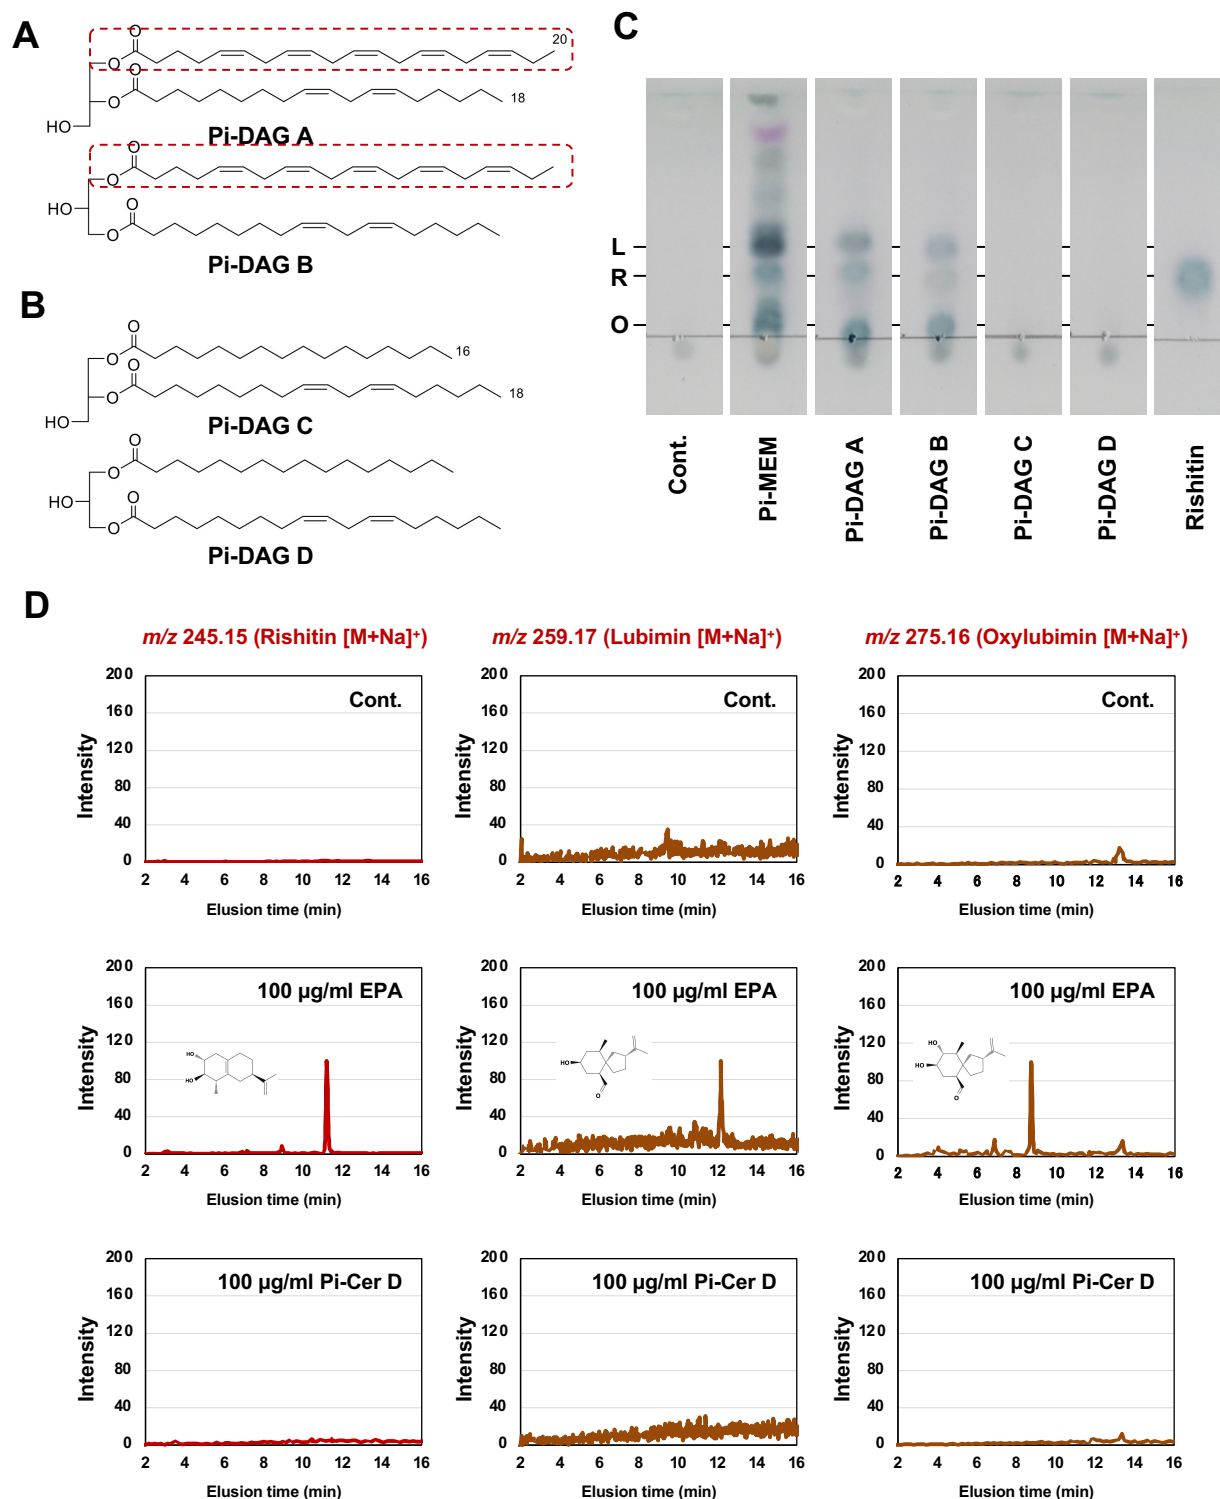 A
O
20
O
O
O
18
HO
Pi-DAG A
O
O
HO
O
O
Pi-DAG B
B
O
O
16
O
O
18
HO
Pi-DAG C
O
O
HO
O
O
Pi-DAG D
C
L
R
O
Cont.
Pi-MEM
Pi-DAG A
Pi-DAG B
Pi-DAG C
Pi-DAG D
Rishitin
D
m/z 245.15 (Rishitin [M+Na]+)
m/z 259.17 (Lubimin [M+Na]+)
m/z 275.16 (Oxylubimin [M+Na]+)
Cont.
Intensity
200
160
120
80
40
0
2 4 6 8 10 12 14 16
Elusion time (min)
Cont.
Intensity
200
160
120
80
40
0
2 4 6 8 10 12 14 16
Elusion time (min)
Cont.
Intensity
200
160
120
80
40
0
2 4 6 8 10 12 14 16
Elusion time (min)
100 µg/ml EPA
HO
HO
Intensity
200
160
120
80
40
0
2 4 6 8 10 12 14 16
Elusion time (min)
100 µg/ml EPA
HO
O
Intensity
200
160
120
80
40
0
2 4 6 8 10 12 14 16
Elusion time (min)
100 µg/ml EPA
HO
HO
O
Intensity
200
160
120
80
40
0
2 4 6 8 10 12 14 16
Elusion time (min)
100 µg/ml Pi-Cer D
Intensity
200
160
120
80
40
0
2 4 6 8 10 12 14 16
Elusion time (min)
100 µg/ml Pi-Cer D
Intensity
200
160
120
80
40
0
2 4 6 8 10 12 14 16
Elusion time (min)
100 µg/ml Pi-Cer D
Intensity
200
160
120
80
40
0
2 4 6 8 10 12 14 16
Elusion time (min)